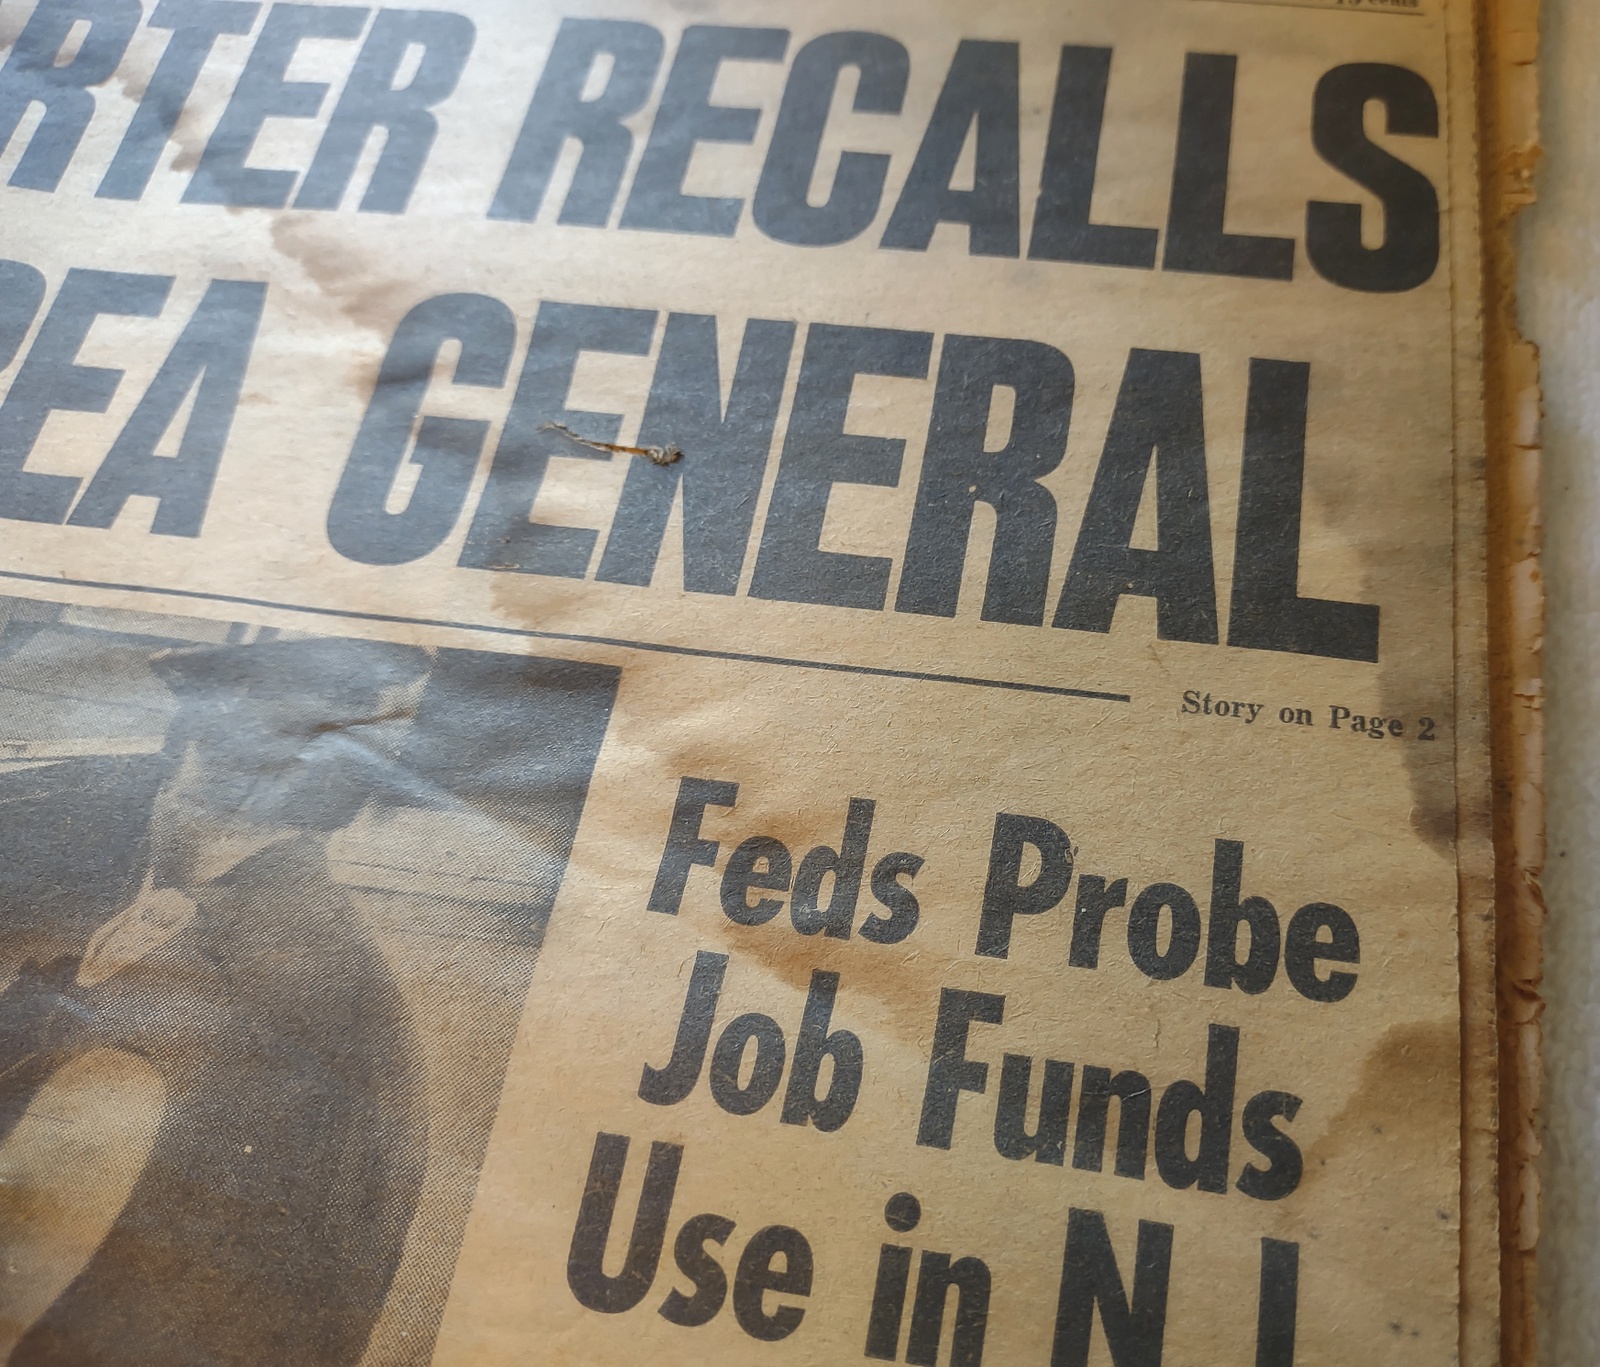 RTER RECALLS
REA GENERAL
Story on Page 2
Feds Probe
Job Funds
Use in N J